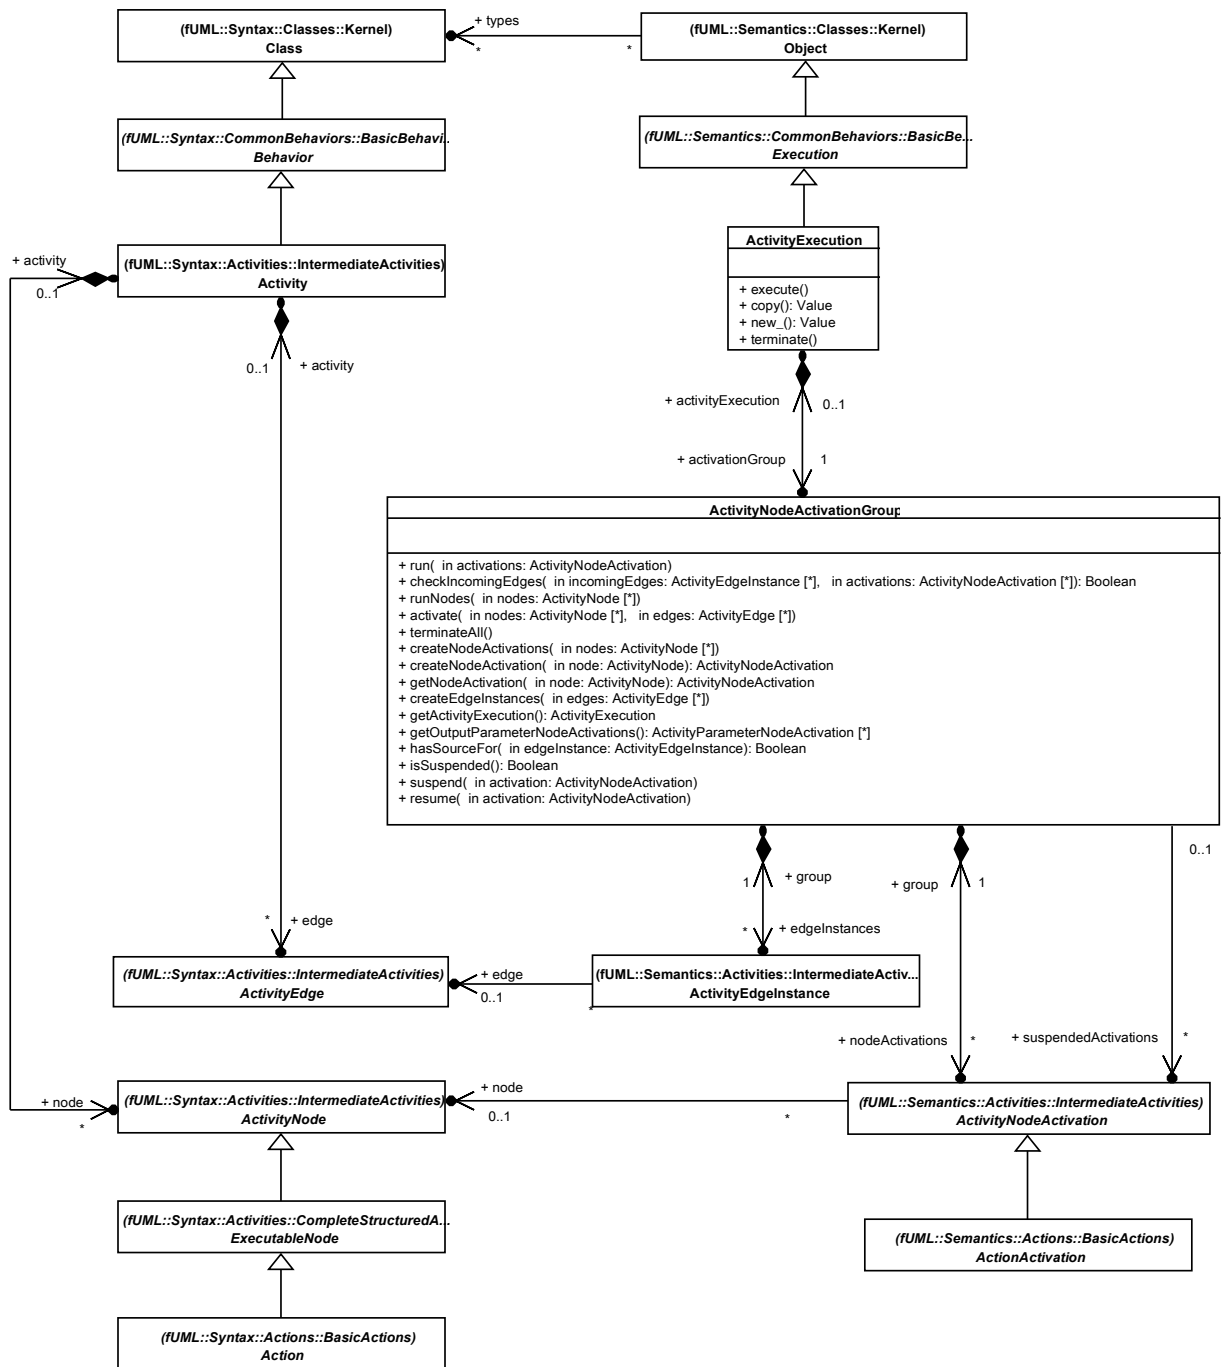 + types
(fUML::Syntax::Classes::Kernel)
Class
*
*
(fUML::Semantics::Classes::Kernel)
Object
(fUML::Syntax::CommonBehaviors::BasicBehavi..
Behavior
(fUML::Semantics::CommonBehaviors::BasicBe...
Execution
+ activity
0..1
(fUML::Syntax::Activities::IntermediateActivities)
Activity
ActivityExecution
+ execute()
+ copy(): Value
+ new_(): Value
+ terminate()
0..1
+ activity
+ activityExecution
0..1
+ activationGroup
1
ActivityNodeActivationGroup
+ run( in activations: ActivityNodeActivation)
+ checkIncomingEdges( in incomingEdges: ActivityEdgeInstance [*], in activations: ActivityNodeActivation [*]): Boolean
+ runNodes( in nodes: ActivityNode [*])
+ activate( in nodes: ActivityNode [*], in edges: ActivityEdge [*])
+ terminateAll()
+ createNodeActivations( in nodes: ActivityNode [*])
+ createNodeActivation( in node: ActivityNode): ActivityNodeActivation
+ getNodeActivation( in node: ActivityNode): ActivityNodeActivation
+ createEdgeInstances( in edges: ActivityEdge [*])
+ getActivityExecution(): ActivityExecution
+ getOutputParameterNodeActivations(): ActivityParameterNodeActivation [*]
+ hasSourceFor( in edgeInstance: ActivityEdgeInstance): Boolean
+ isSuspended(): Boolean
+ suspend( in activation: ActivityNodeActivation)
+ resume( in activation: ActivityNodeActivation)
0..1
1
+ group
+ group
1
*
+ edge
*
+ edgeInstances
(fUML::Syntax::Activities::IntermediateActivities)
ActivityEdge
+ edge
0..1
*
(fUML::Semantics::Activities::IntermediateActiv...
ActivityEdgeInstance
+ nodeActivations
*
+ suspendedActivations
*
+ node
*
(fUML::Syntax::Activities::IntermediateActivities)
ActivityNode
+ node
0..1
*
(fUML::Semantics::Activities::IntermediateActivities)
ActivityNodeActivation
(fUML::Syntax::Activities::CompleteStructuredA...
ExecutableNode
(fUML::Semantics::Actions::BasicActions)
ActionActivation
(fUML::Syntax::Actions::BasicActions)
Action